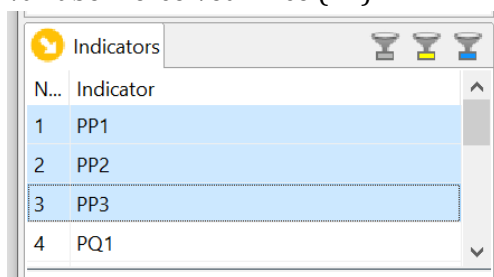 Indicators
N... Indicator
1 PP1
2 PP2
3 PP3
4 PQ1